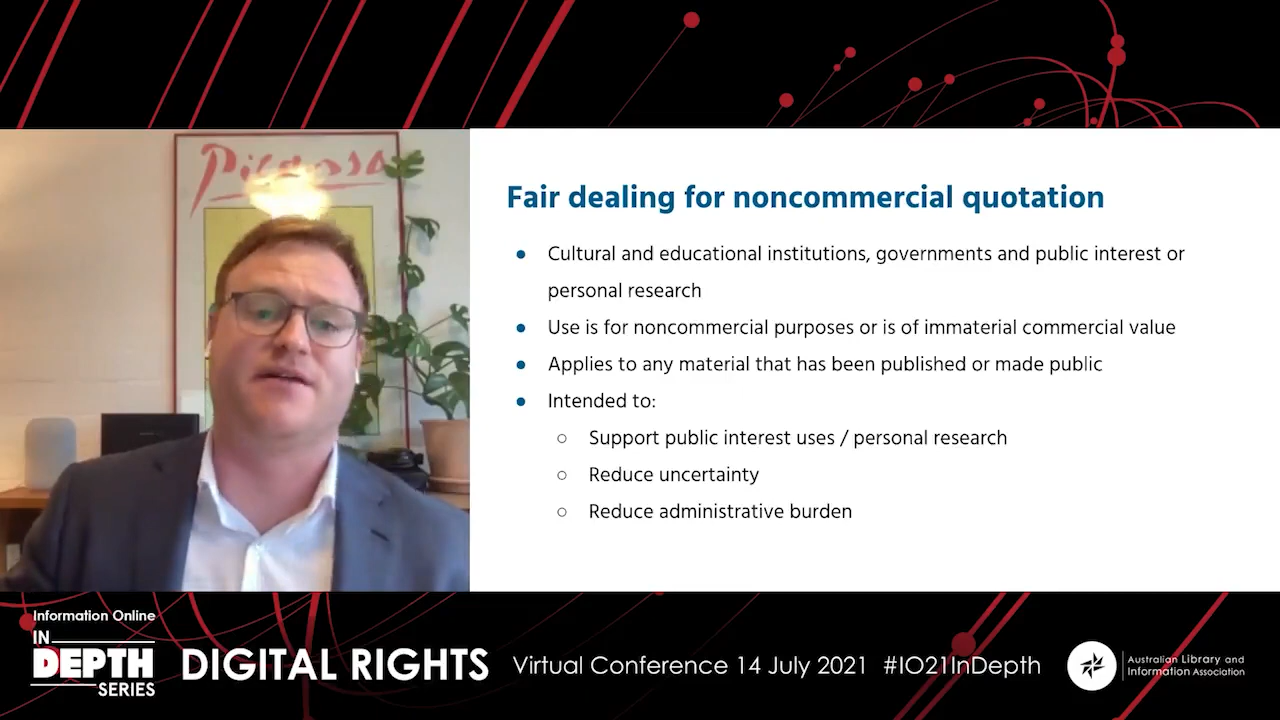 Picasso
Fair dealing for noncommercial quotation
● Cultural and educational institutions, governments and public interest or
personal research
● Use is for noncommercial purposes or is of immaterial commercial value
● Applies to any material that has been published or made public
● Intended to:
○ Support public interest uses / personal research
○ Reduce uncertainty
○ Reduce administrative burden
Information Online
IN
DEPTH
SERIES
DIGITAL RIGHTS
Virtual Conference 14 July 2021 #IO21InDepth
Australian Library and
Information Association